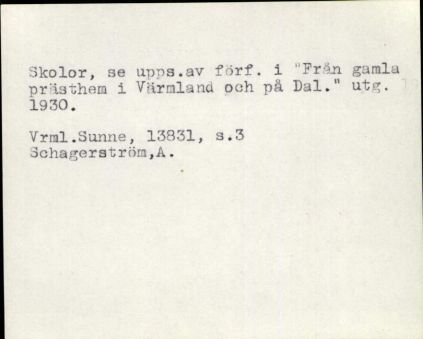 Skolor, se upps.av förf. i "Från gamla
prästhem i Värmland och på Dal." utg.
1930.
Vrml.Sunne, 13831, s.3
Schagerström,A.